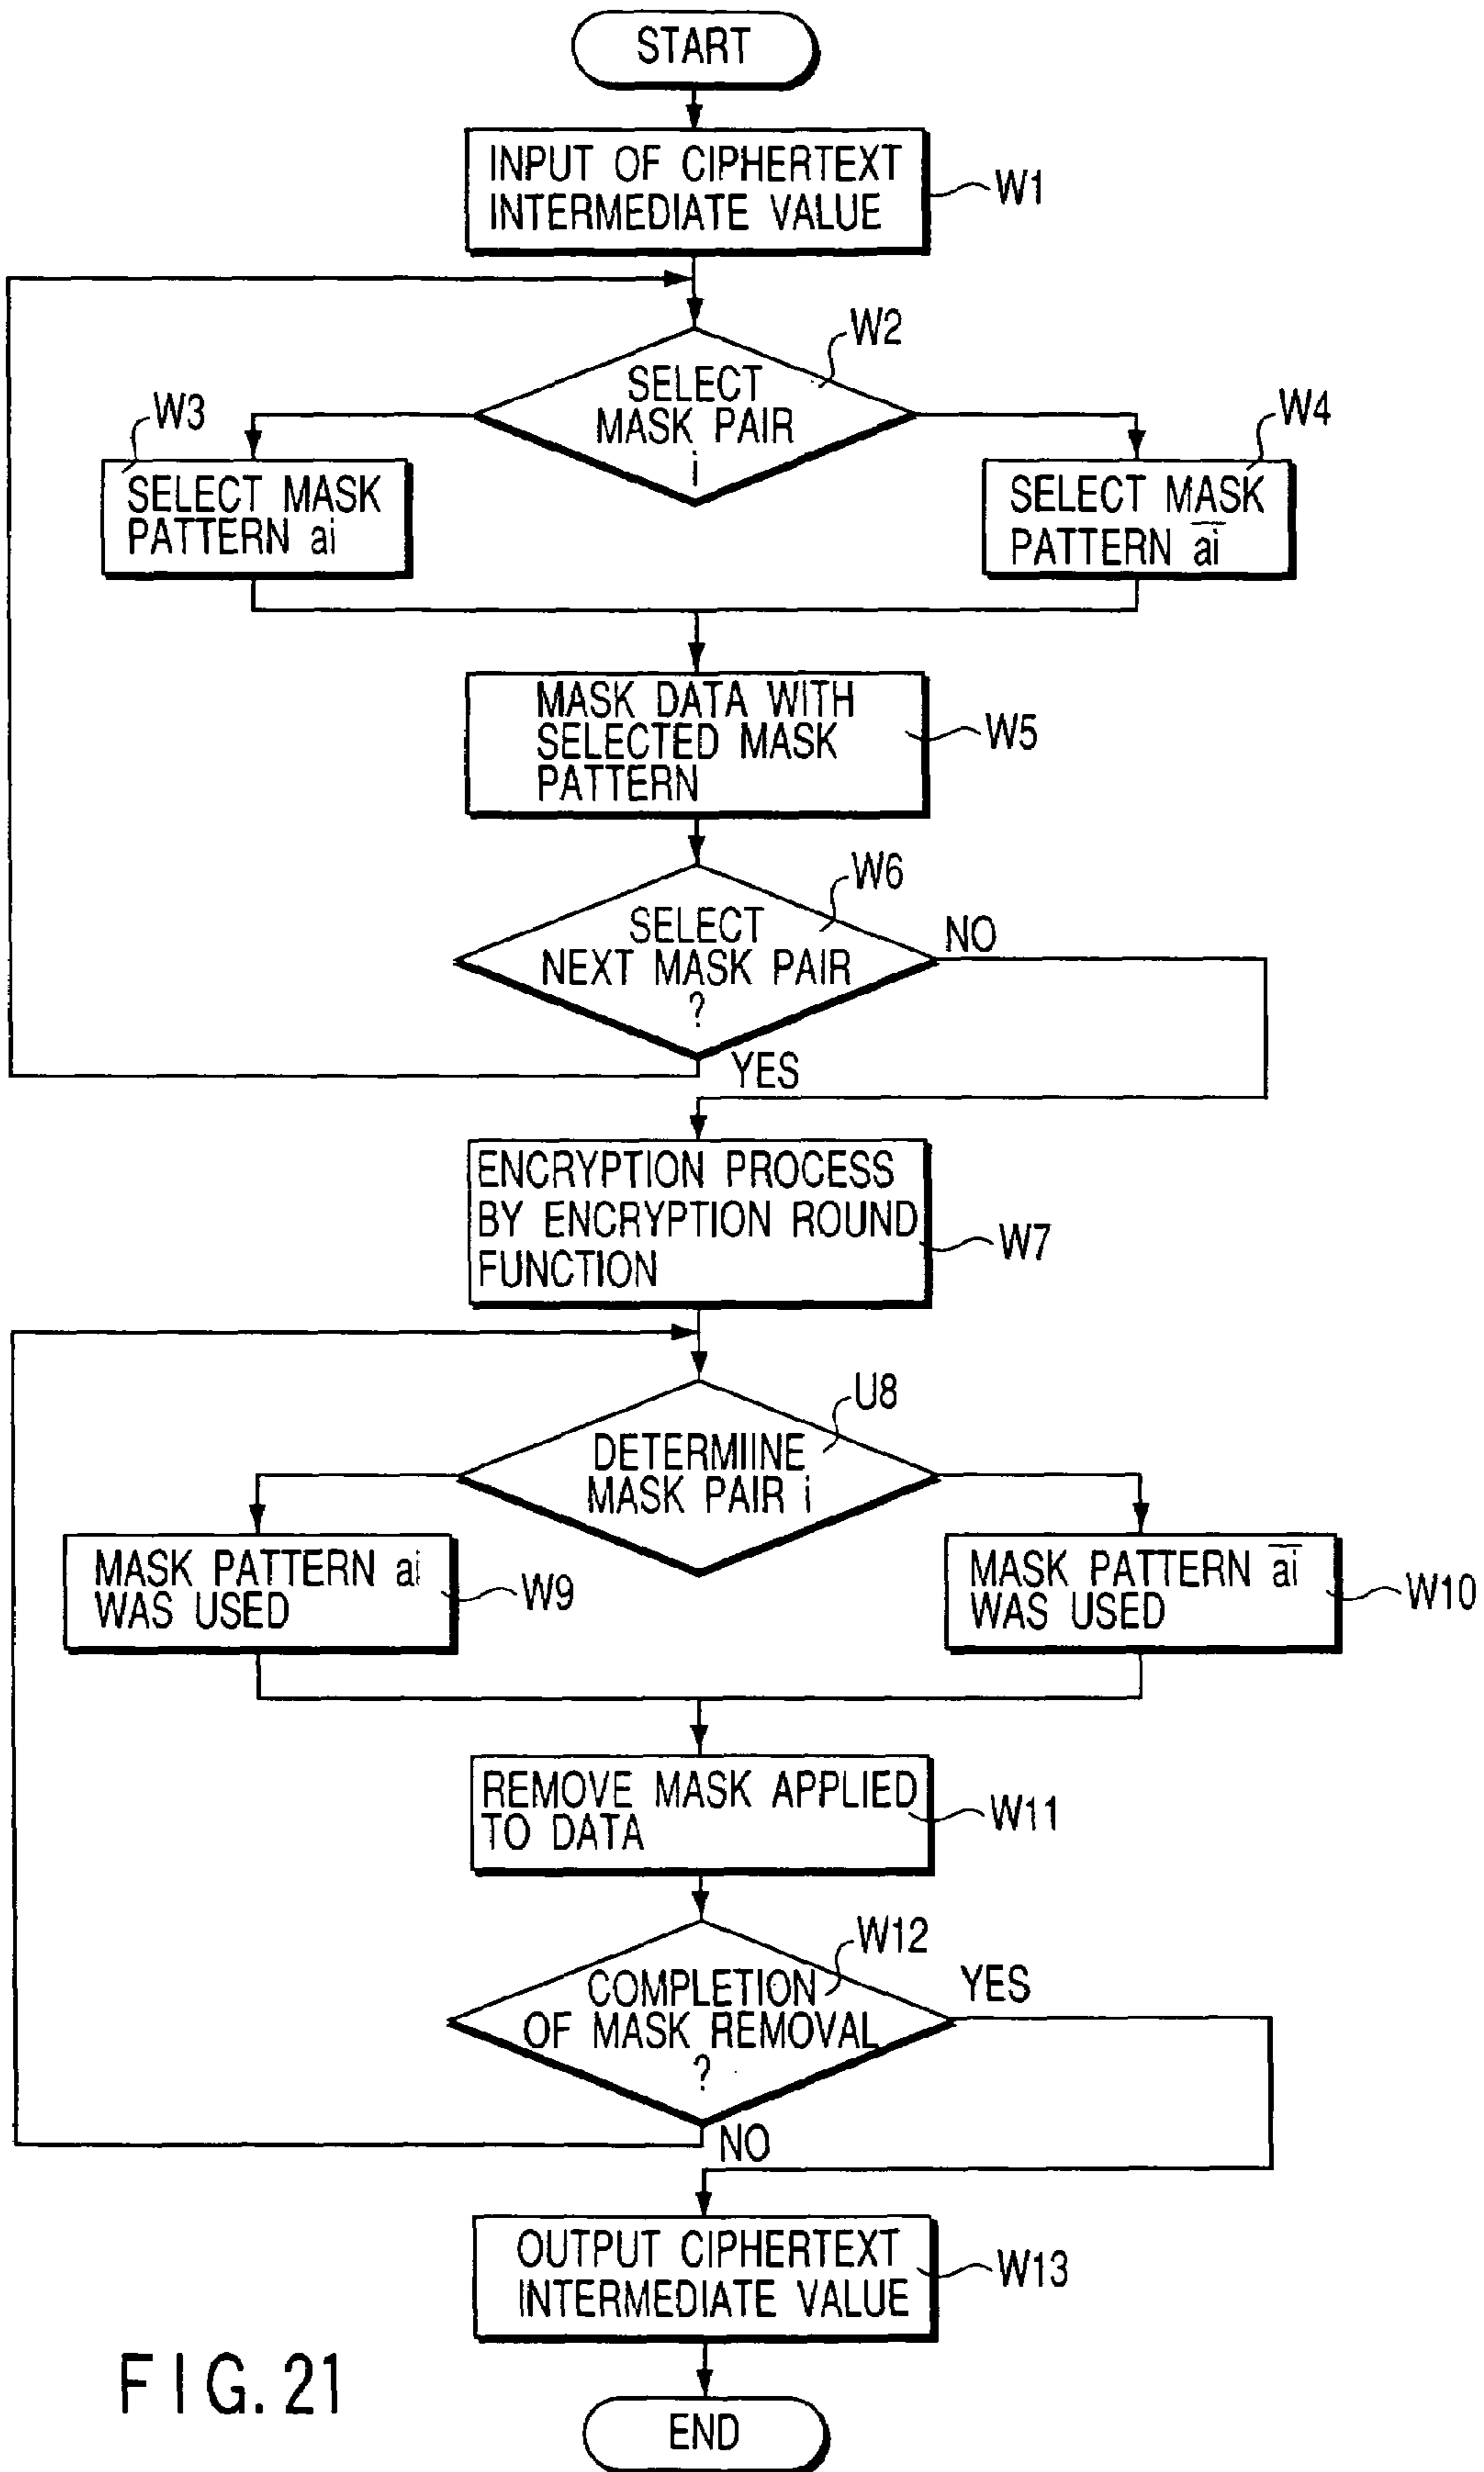 START
INPUT OF CIPHERTEXT
INTERMEDIATE VALUE
W1
W2
SELECT
MASK PAIR
i
W3
SELECT MASK
PATTERN ai
W4
SELECT MASK
PATTERN a̅i̅
MASK DATA WITH
SELECTED MASK
PATTERN
W5
W6
SELECT
NEXT MASK PAIR
?
NO
YES
ENCRYPTION PROCESS
BY ENCRYPTION ROUND
FUNCTION
W7
U8
DETERMIINE
MASK PAIR i
MASK PATTERN ai
WAS USED
W9
MASK PATTERN a̅i̅
WAS USED
W10
REMOVE MASK APPLIED
TO DATA
W11
W12
COMPLETION
OF MASK REMOVAL
?
YES
NO
OUTPUT CIPHERTEXT
INTERMEDIATE VALUE
W13
END
FIG. 21